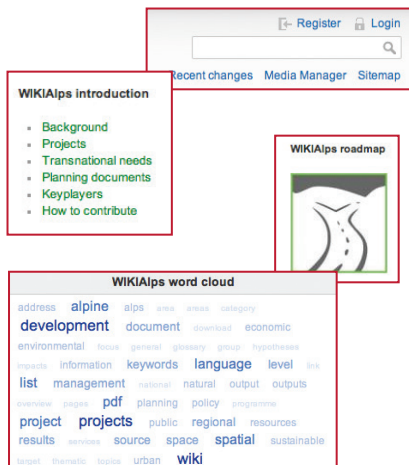 Register Login
Recent changes Media Manager Sitemap
WIKIAlps introduction
Background
Projects
Transnational needs
Planning documents
Keyplayers
How to contribute
WIKIAlps roadmap
WIKIAlps word cloud
address alpine alps area areas category
development document download economic
environmental focus general glossary group hypotheses
impacts information keywords language level link
list management national natural output outputs
overview pages pdf planning policy programme
project projects public regional resources
results services source space spatial sustainable
target thematic topics urban wiki